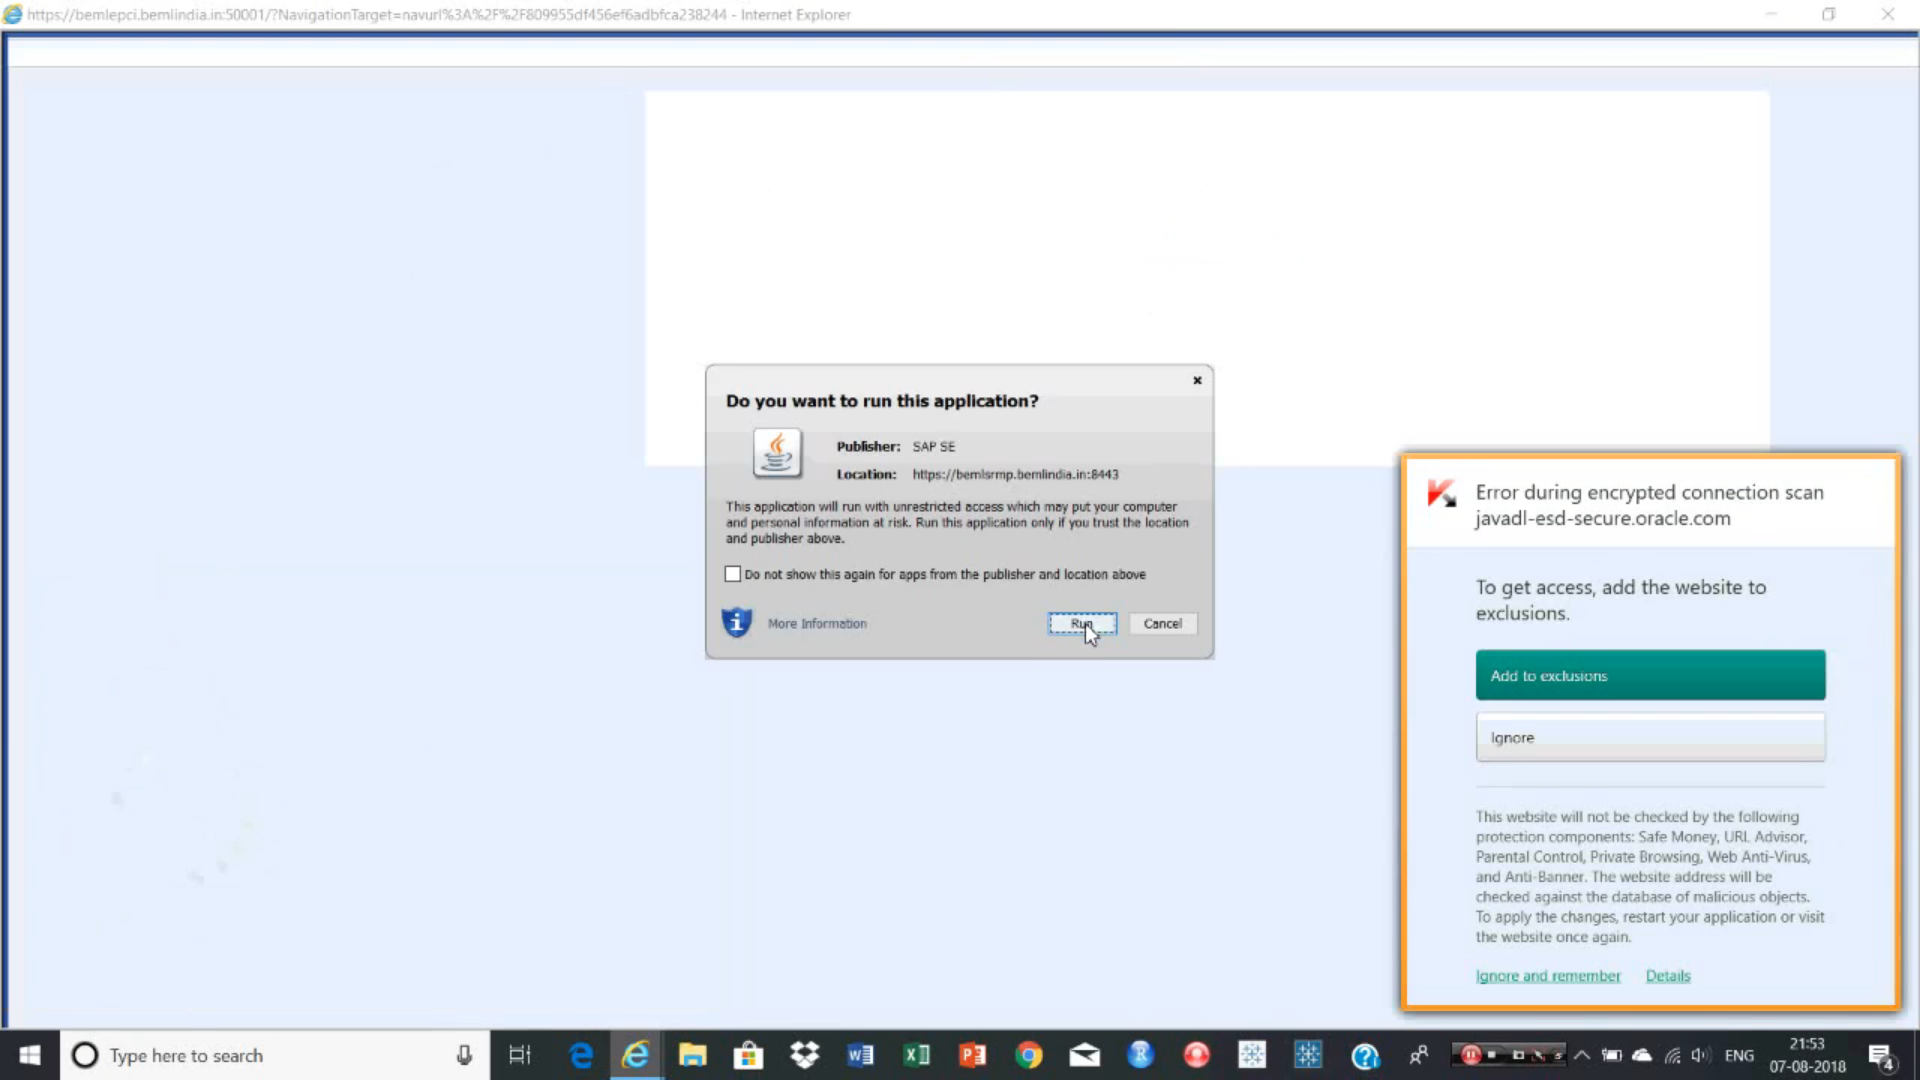 https://bemlepci.bemlindia.in:50001/?NavigationTarget=navurl%3A%2F%2F809955df456ef6adbfca238244 - Internet Explorer
Do you want to run this application?
Publisher: SAP SE
Location: https://bemlsrmp.bemlindia.in:8443
This application will run with unrestricted access which may put your computer
and personal information at risk. Run this application only if you trust the location
and publisher above.
Do not show this again for apps from the publisher and location above
More Information
Run
Cancel
Error during encrypted connection scan
javadl-esd-secure.oracle.com
To get access, add the website to
exclusions.
Add to exclusions
Ignore
This website will not be checked by the following
protection components: Safe Money, URL Advisor,
Parental Control, Private Browsing, Web Anti-Virus,
and Anti-Banner. The website address will be
checked against the database of malicious objects.
To apply the changes, restart your application or visit
the website once again.
Ignore and remember Details
Type here to search
ENG
21:53
07-08-2018
4